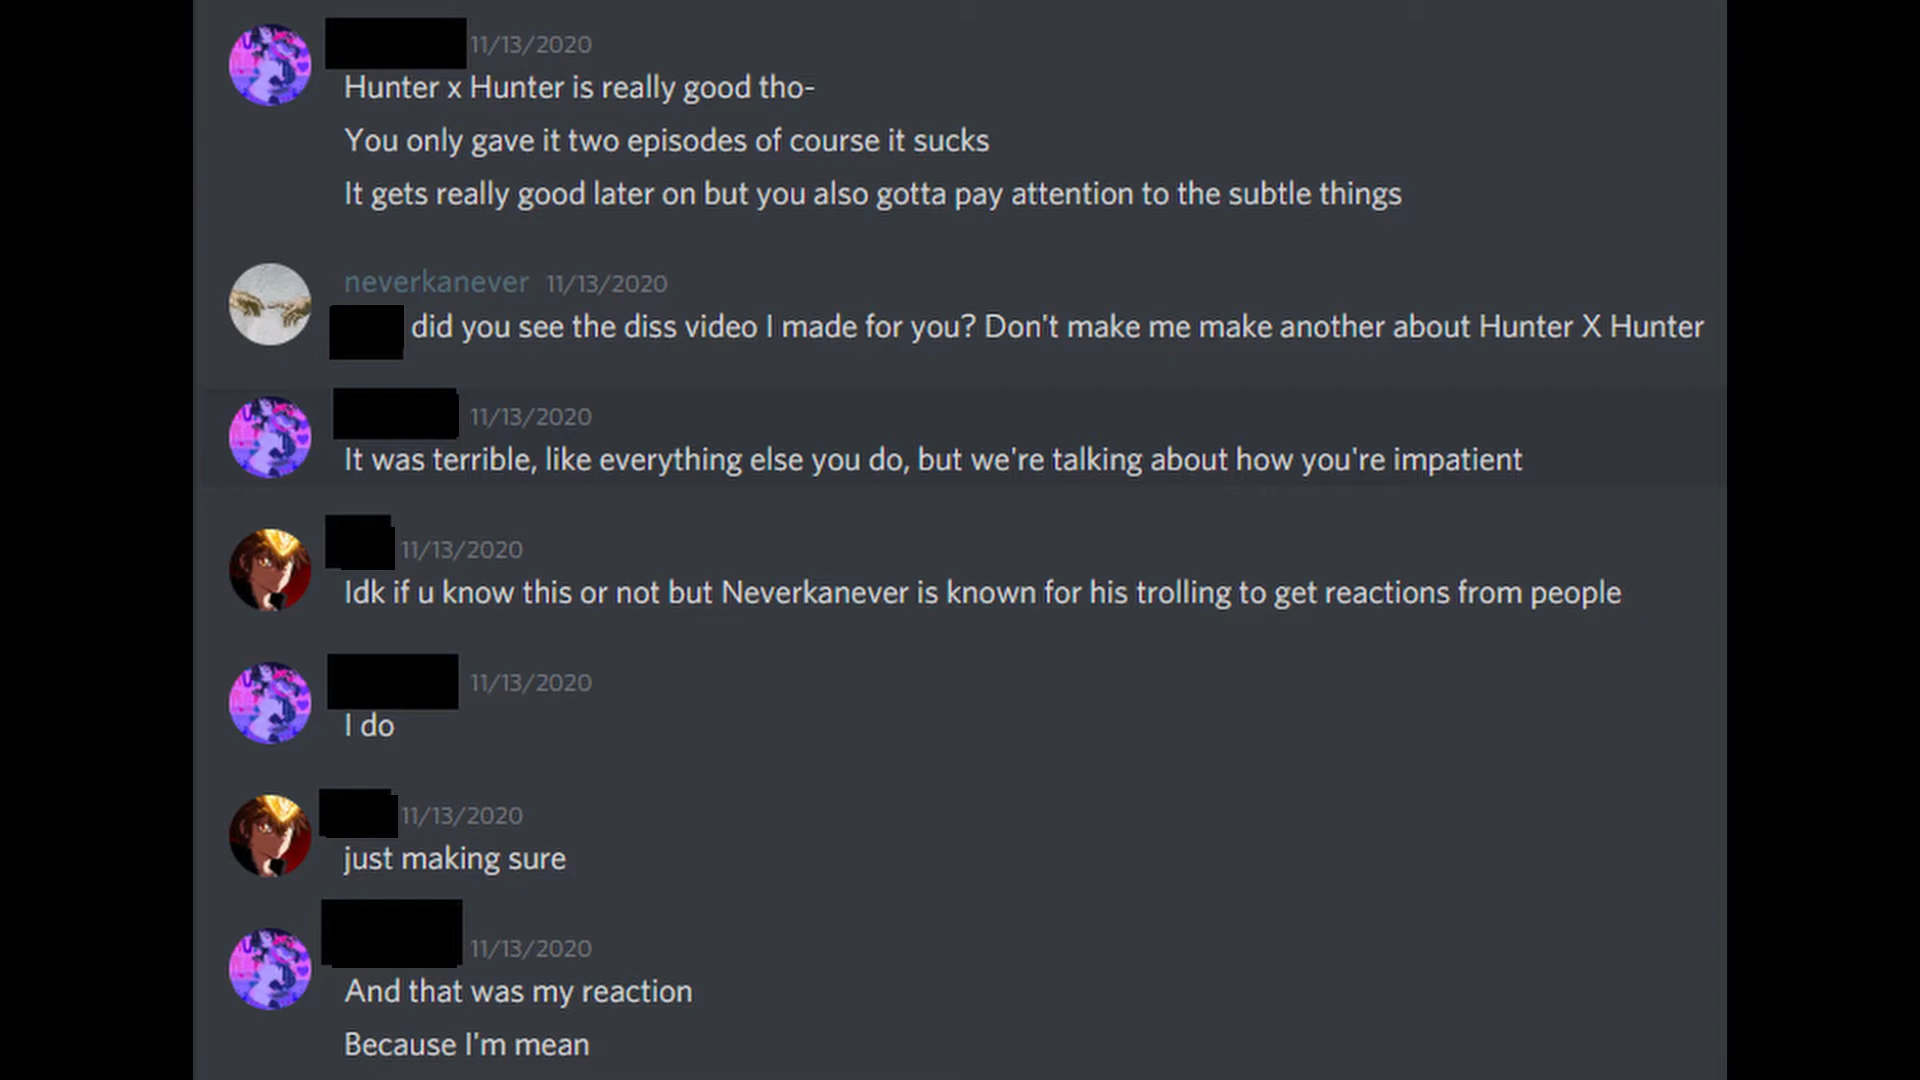 11/13/2020
Hunter x Hunter is really good tho-
You only gave it two episodes of course it sucks
It gets really good later on but you also gotta pay attention to the subtle things
neverkanever 11/13/2020
did you see the diss video I made for you? Don't make me make another about Hunter X Hunter
11/13/2020
It was terrible, like everything else you do, but we're talking about how you're impatient
11/13/2020
Idk if u know this or not but Neverkanever is known for his trolling to get reactions from people
11/13/2020
I do
11/13/2020
just making sure
11/13/2020
And that was my reaction
Because I'm mean